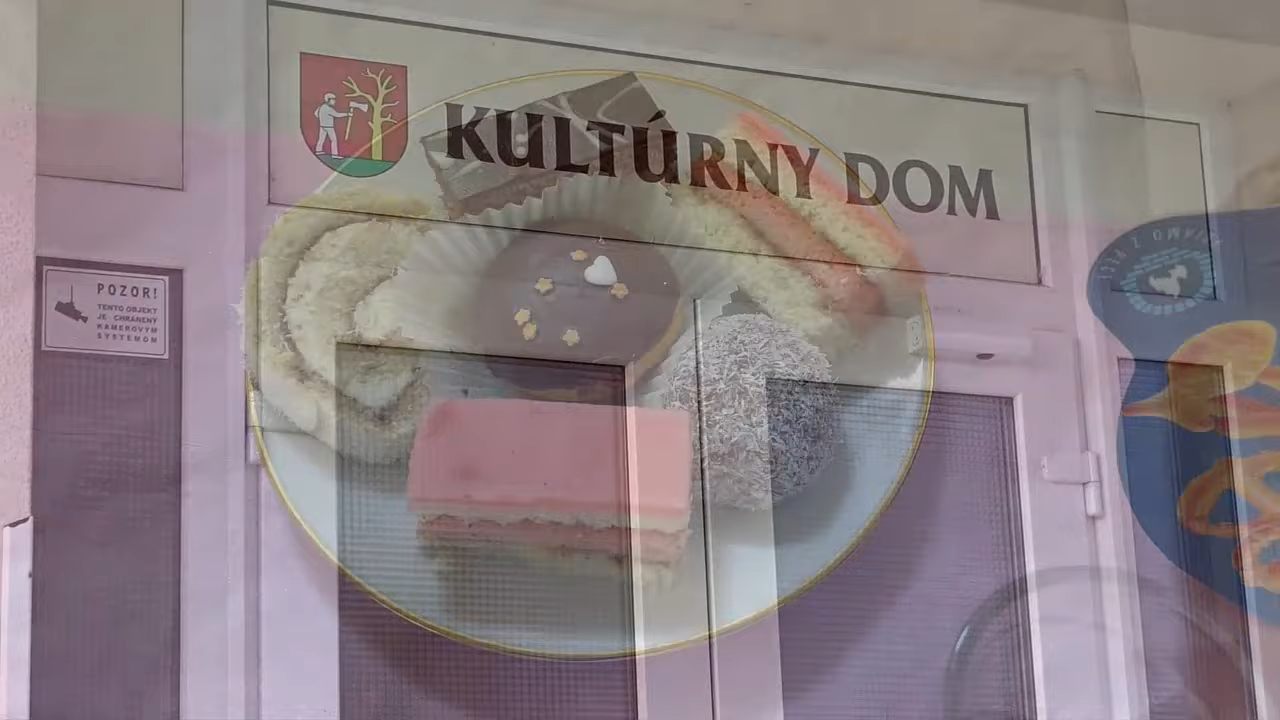 KULTÚRNY DOM
POZOR!
TENTO OBJEKT
JE CHRÁNENÝ
KAMEROVÝM
SYSTÉMOM